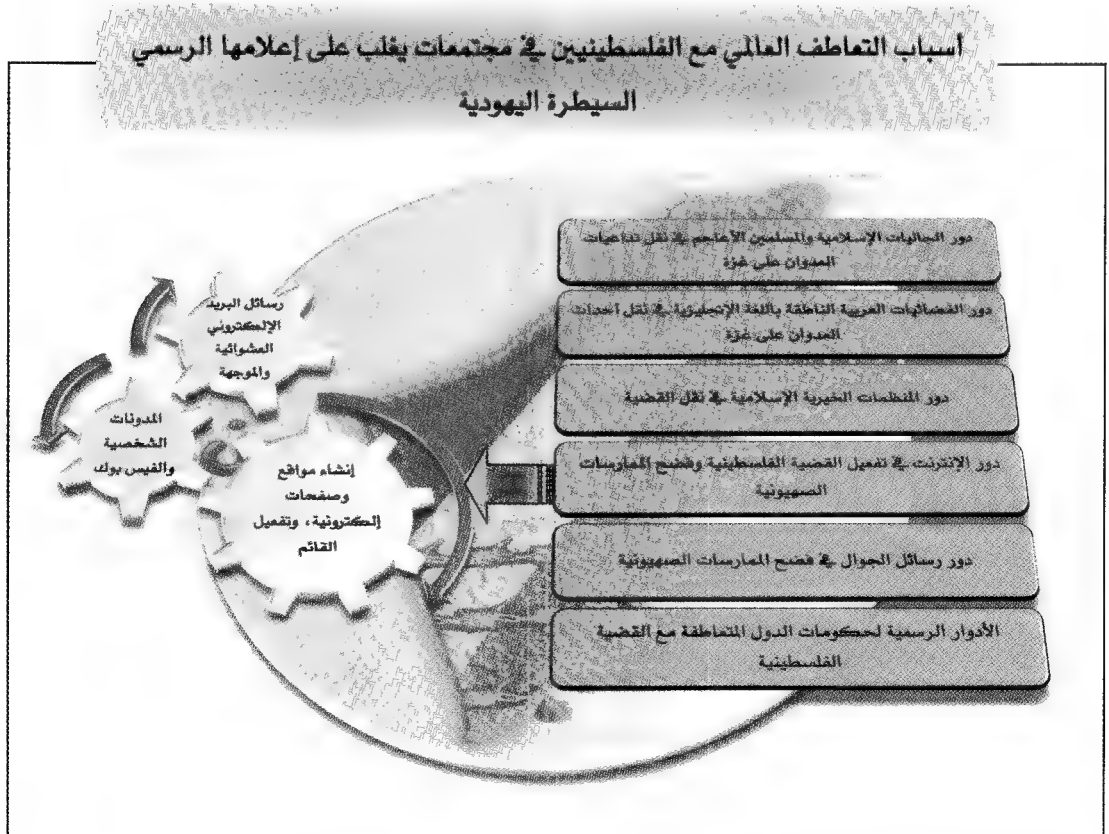 أسباب التعاطف العالمي مع الفلسطينيين في مجتمعات يغلب على إعلامها الرسمي
السيطرة اليهودية
دور الجاليات الإسلامية والمسلمين الأعاجم في نقل تداعيات
العدوان على غزة
دور الفضائيات العربية الناطقة باللغة الإنجليزية في نقل أحداث
العدوان على غزة
دور المنظمات الخيرية الإسلامية في نقل القضية
دور الإنترنت في تفعيل القضية الفلسطينية وفضح الممارسات
الصهيونية
دور رسائل الجوال في فضح الممارسات الصهيونية
الأدوار الرسمية لحكومات الدول المتعاطفة مع القضية
الفلسطينية
رسائل البريد
الإلكتروني
العشوائية
والموجهة
المدونات
الشخصية
والفيس بوك
إنشاء مواقع
وصفحات
إلكترونية، وتفعيل
القائم